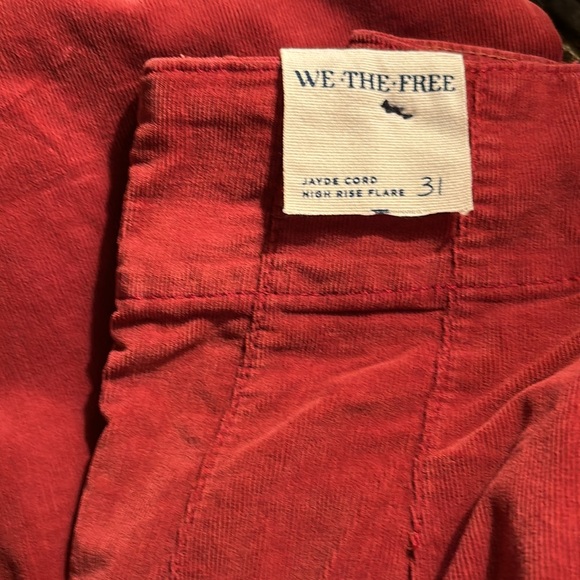 WE·THE·FREE
JAYDE CORD
HIGH RISE FLARE 31